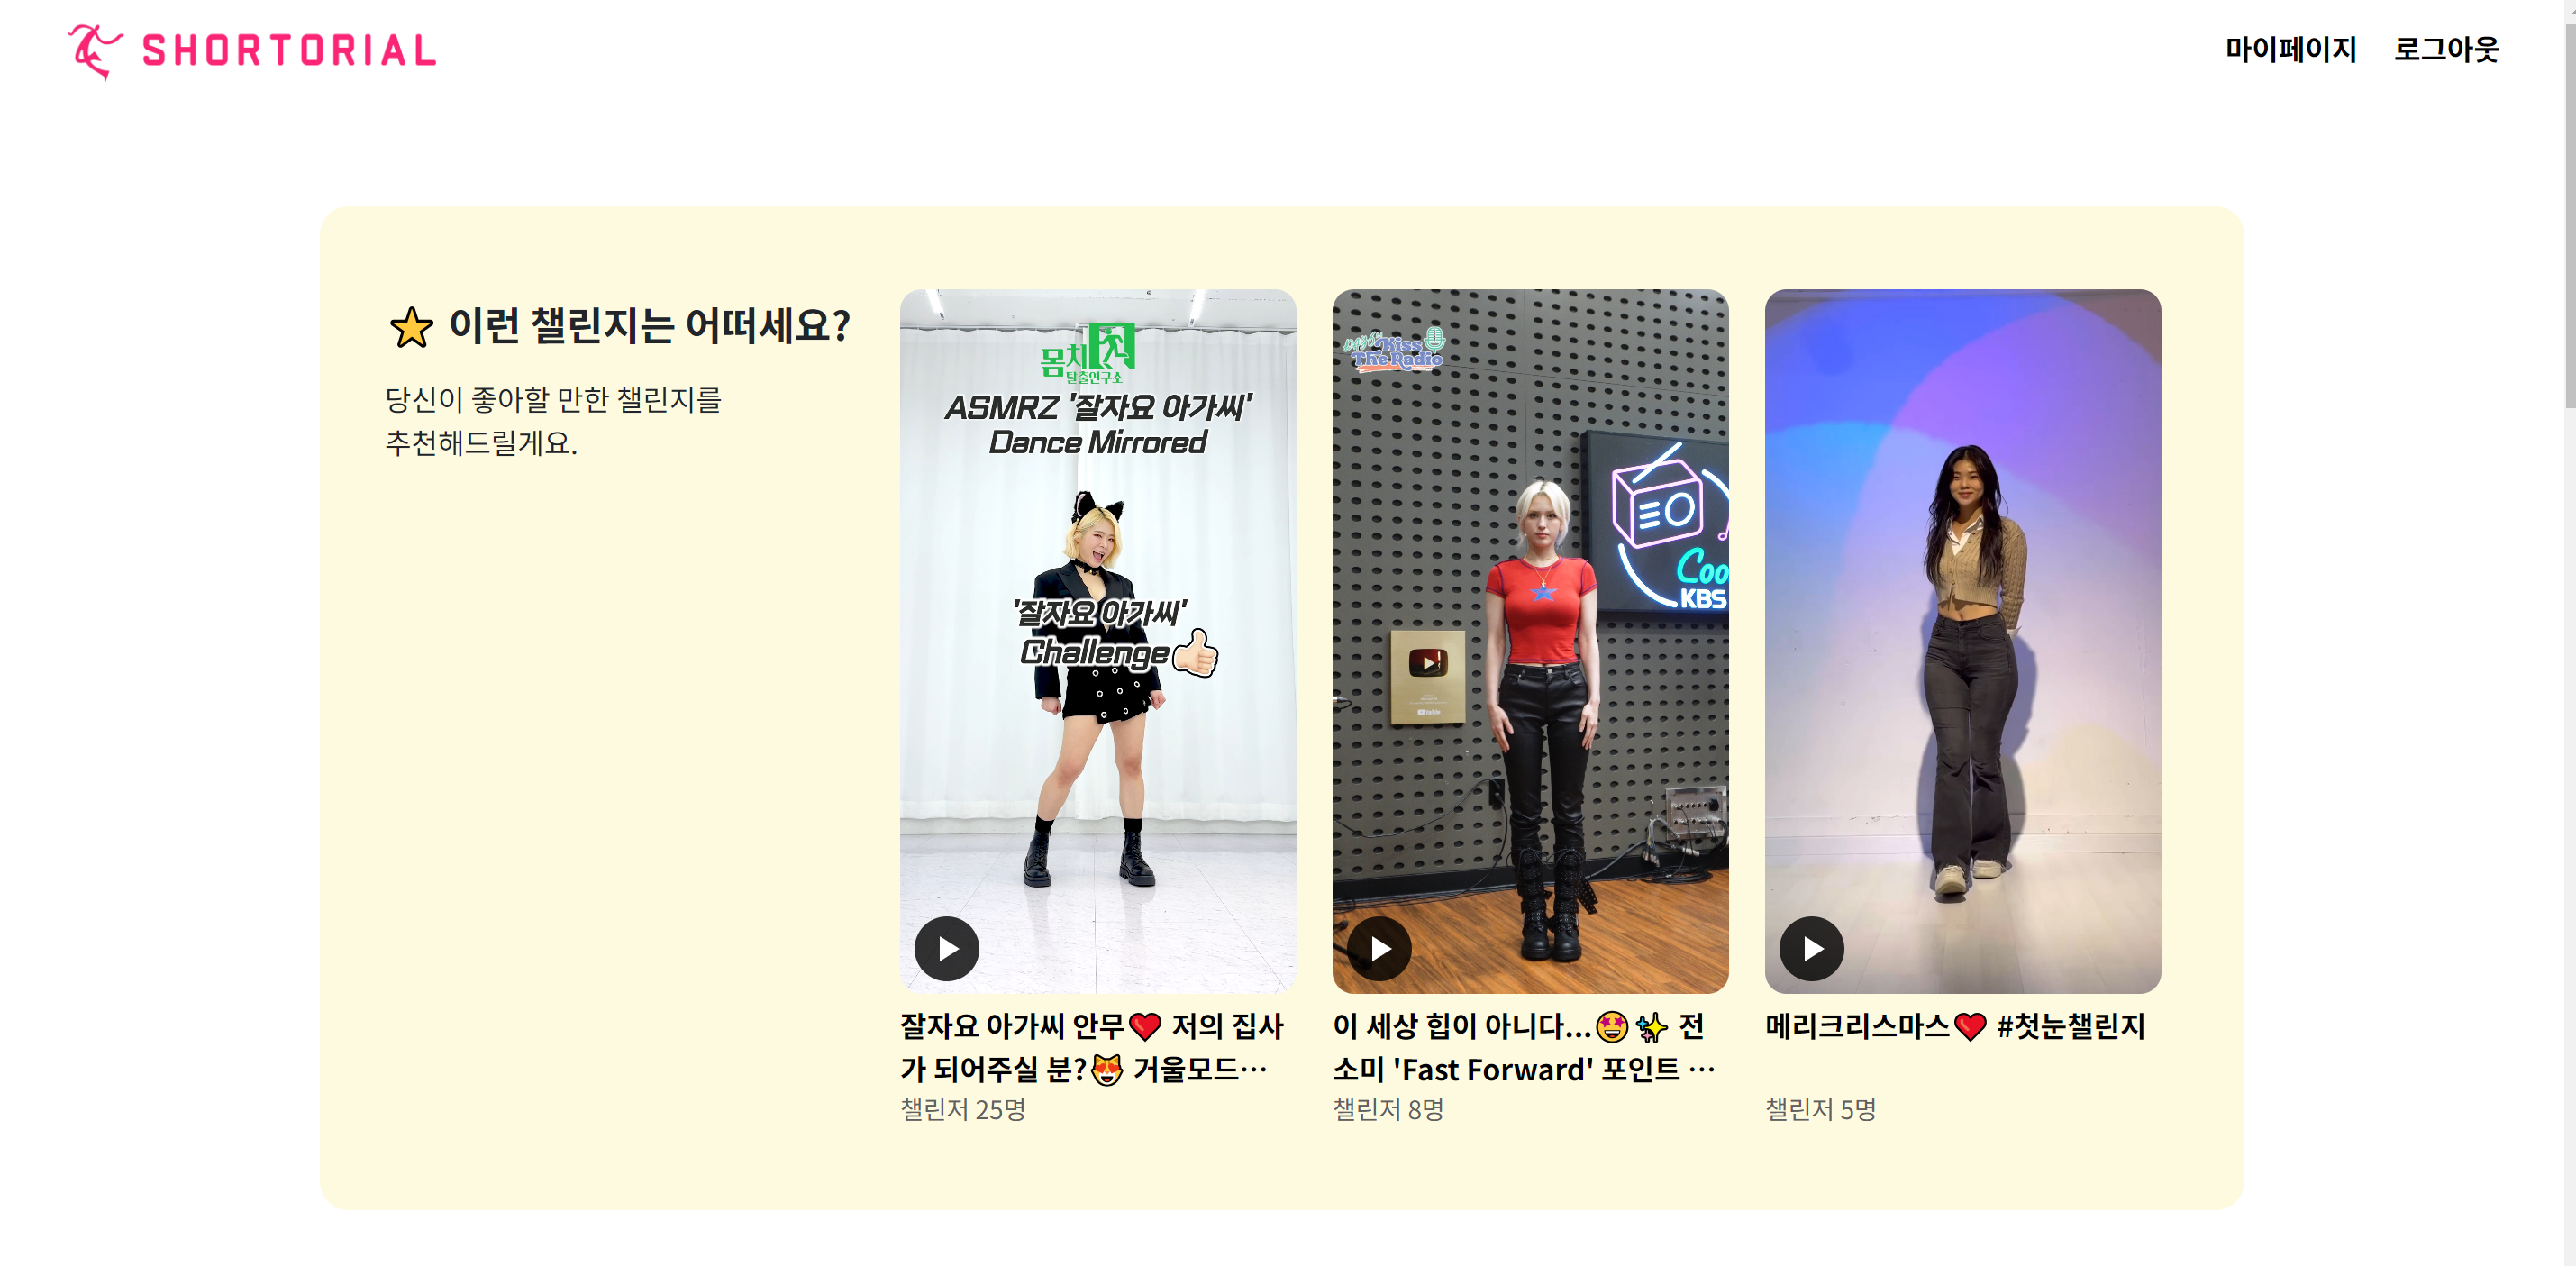 SHORTORIAL
마이페이지 로그아웃
⭐ 이런 챌린지는 어떠세요?
당신이 좋아할 만한 챌린지를
추천해드릴게요.
몸치
탈출연구소
ASMRZ '잘자요 아가씨'
Dance Mirrored
'잘자요 아가씨'
Challenge👍🏻
잘자요 아가씨 안무❤️ 저의 집사
가 되어주실 분?😻 거울모드…
챌린저 25명
Kiss
The Radio
Coo
KBS
YouTube
이 세상 힙이 아니다...🤩✨ 전
소미 'Fast Forward' 포인트 …
챌린저 8명
메리크리스마스❤️ #첫눈챌린지
챌린저 5명